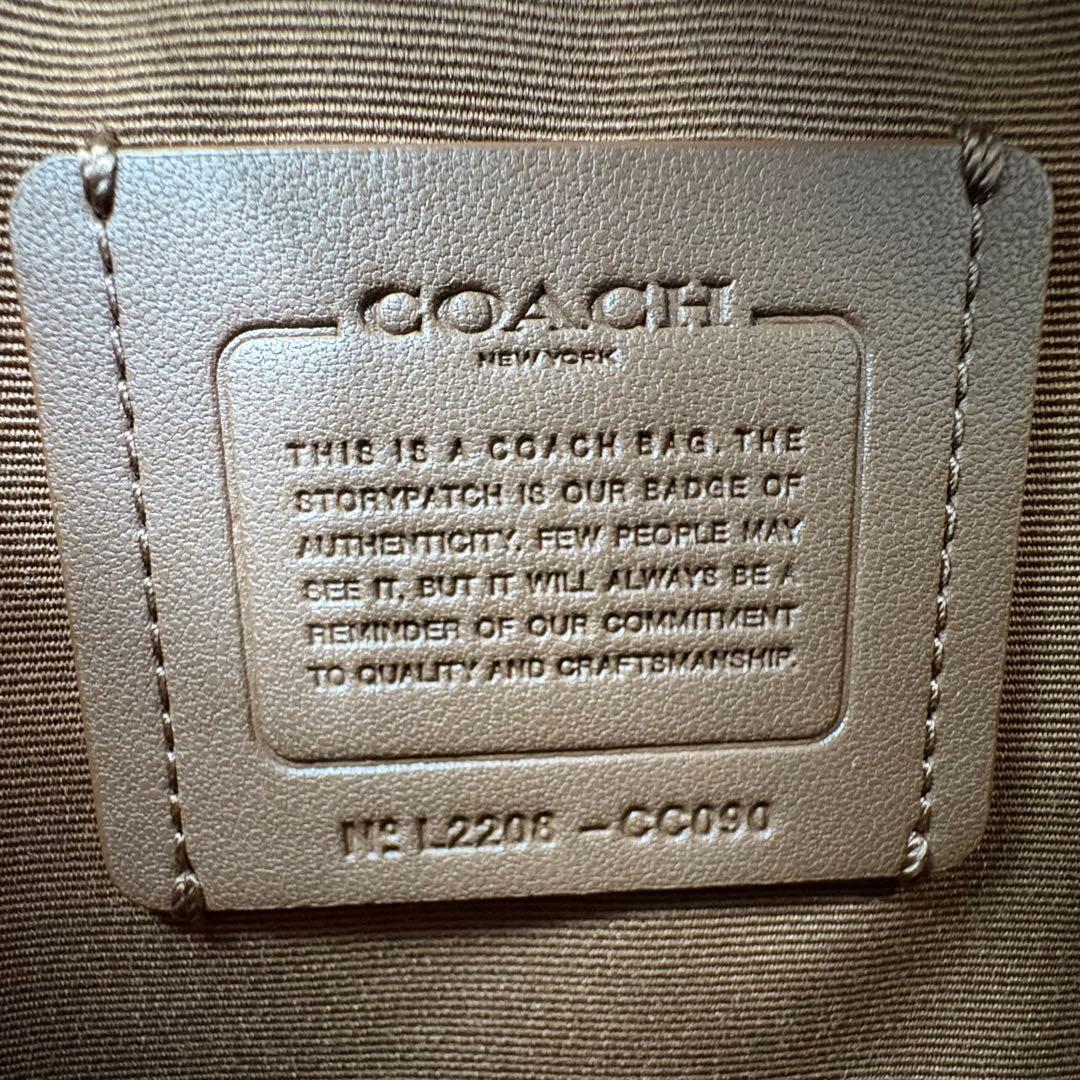 COACH
NEW YORK
THIS IS A COACH BAG. THE
STORYPATCH IS OUR BADGE OF
AUTHENTICITY. FEW PEOPLE MAY
SEE IT, BUT IT WILL ALWAYS BE A
REMINDER OF OUR COMMITMENT
TO QUALITY AND CRAFTSMANSHIP.
Nº L2208 -CC090